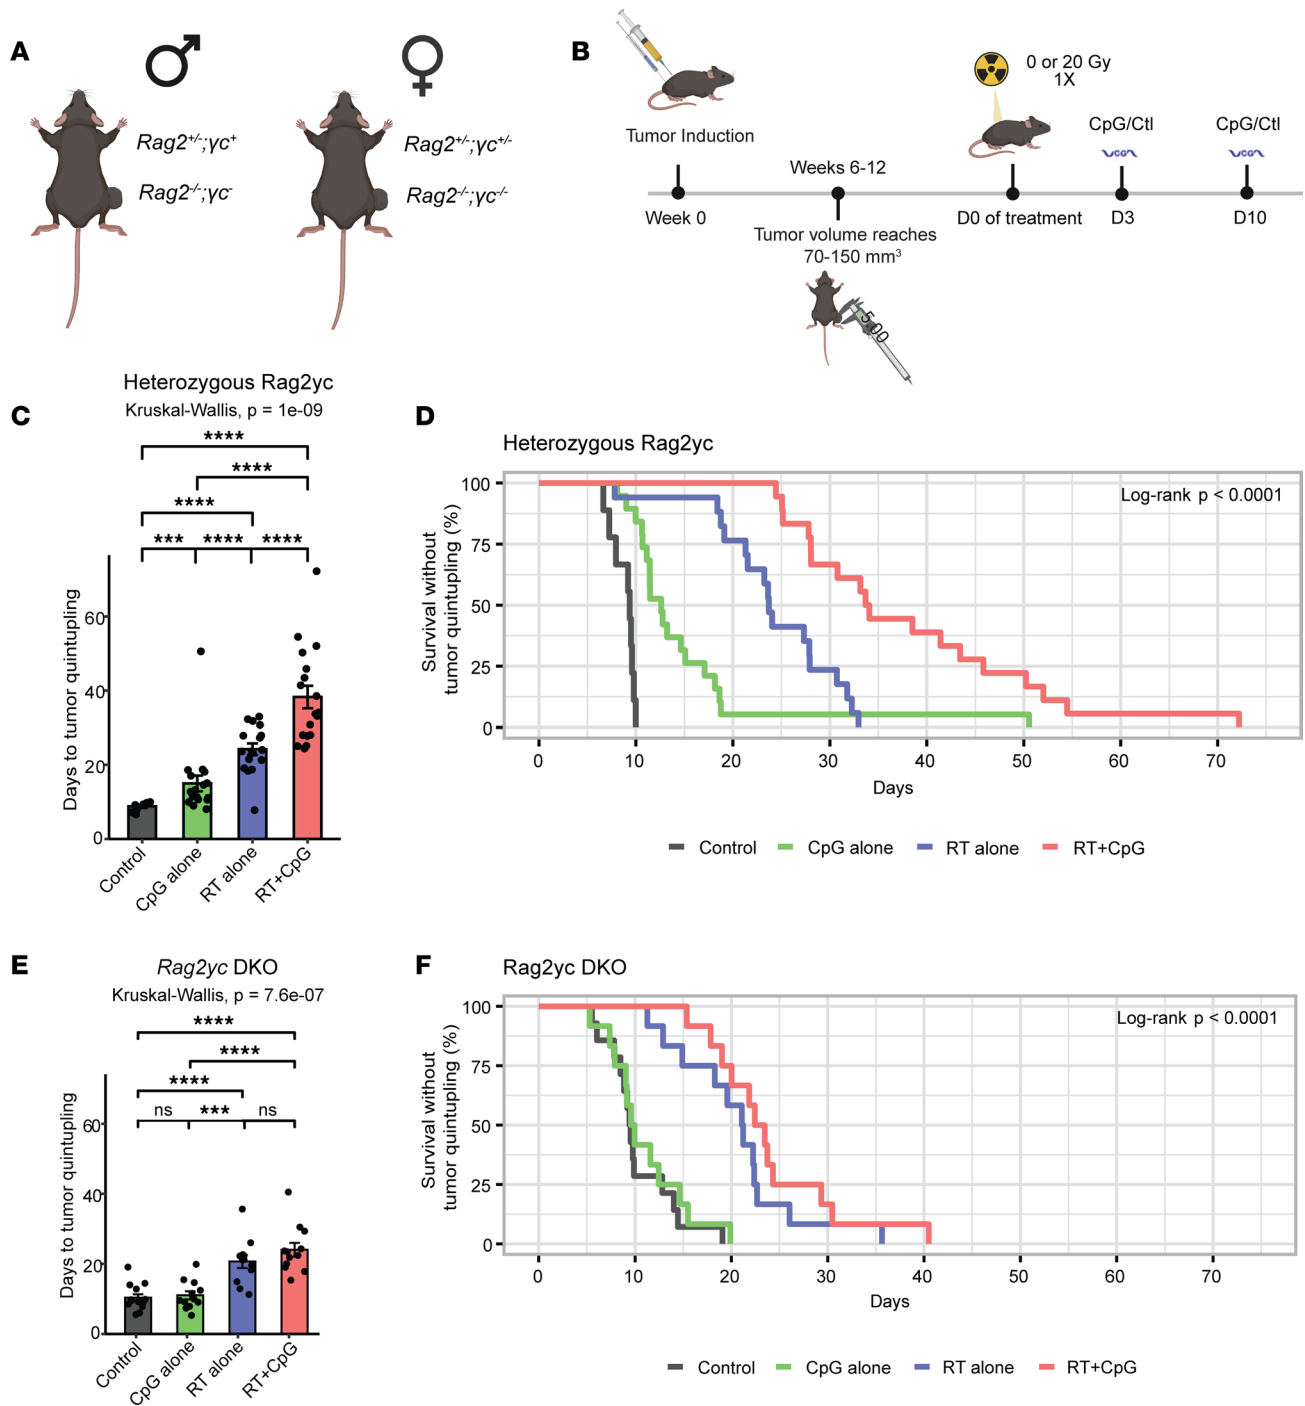 A
Rag2+/-;γc+
Rag2-/-;γc-
Rag2+/-;γc+/-
Rag2-/-;γc-/-
B
Tumor Induction
Week 0
Weeks 6-12
Tumor volume reaches
70-150 mm³
5.00
0 or 20 Gy
1X
D0 of treatment
CpG/Ctl
CG
D3
CpG/Ctl
CG
D10
C
Heterozygous Rag2yc
Kruskal-Wallis, p = 1e-09
****
****
****
*** **** ****
Days to tumor quintupling
60
40
20
0
Control
CpG alone
RT alone
RT+CpG
D
Heterozygous Rag2yc
Log-rank p < 0.0001
Survival without
tumor quintupling (%)
100
75
50
25
0
0 10 20 30 40 50 60 70
Days
Control CpG alone RT alone RT+CpG
E
Rag2yc DKO
Kruskal-Wallis, p = 7.6e-07
****
****
****
ns *** ns
Days to tumor quintupling
60
40
20
0
Control
CpG alone
RT alone
RT+CpG
F
Rag2yc DKO
Log-rank p < 0.0001
Survival without
tumor quintupling (%)
100
75
50
25
0
0 10 20 30 40 50 60 70
Days
Control CpG alone RT alone RT+CpG